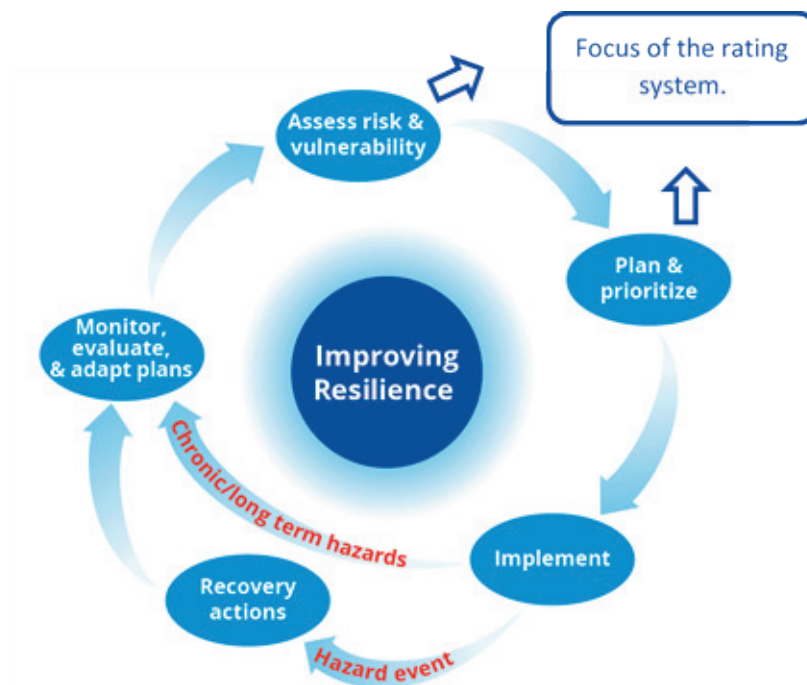 Focus of the rating
system.
Assess risk &
vulnerability
Plan &
prioritize
Monitor,
evaluate,
& adapt plans
Improving
Resilience
Chronic/long term hazards
Implement
Recovery
actions
Hazard event